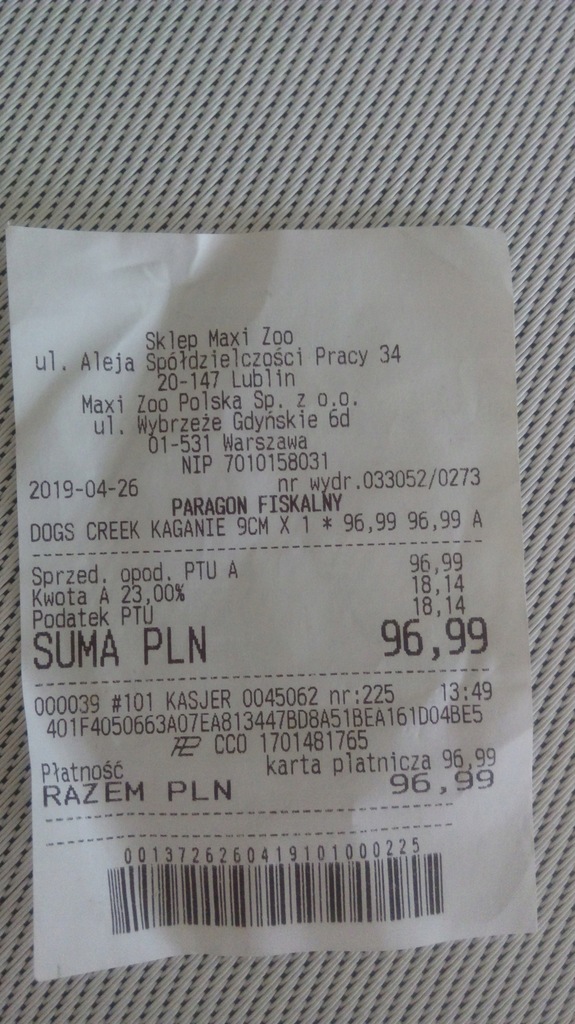 Sklep Maxi Zoo
ul. Aleja Spółdzielczości Pracy 34
20-147 Lublin
Maxi Zoo Polska Sp. z o.o.
ul. Wybrzeże Gdyńskie 6d
01-531 Warszawa
NIP 7010158031
2019-04-26 nr wydr.033052/0273
PARAGON FISKALNY
DOGS CREEK KAGANIE 9CM X 1 * 96,99 96,99 A
Sprzed. opod. PTU A 96,99
Kwota A 23,00% 18,14
Podatek PTU 18,14
SUMA PLN 96,99
000039 #101 KASJER 0045062 nr:225 13:49
401F4050663A07EA813447BD8A51BEA161D04BE5
CCO 1701481765
Płatność karta płatnicza 96,99
RAZEM PLN 96,99
0013726260419101000225